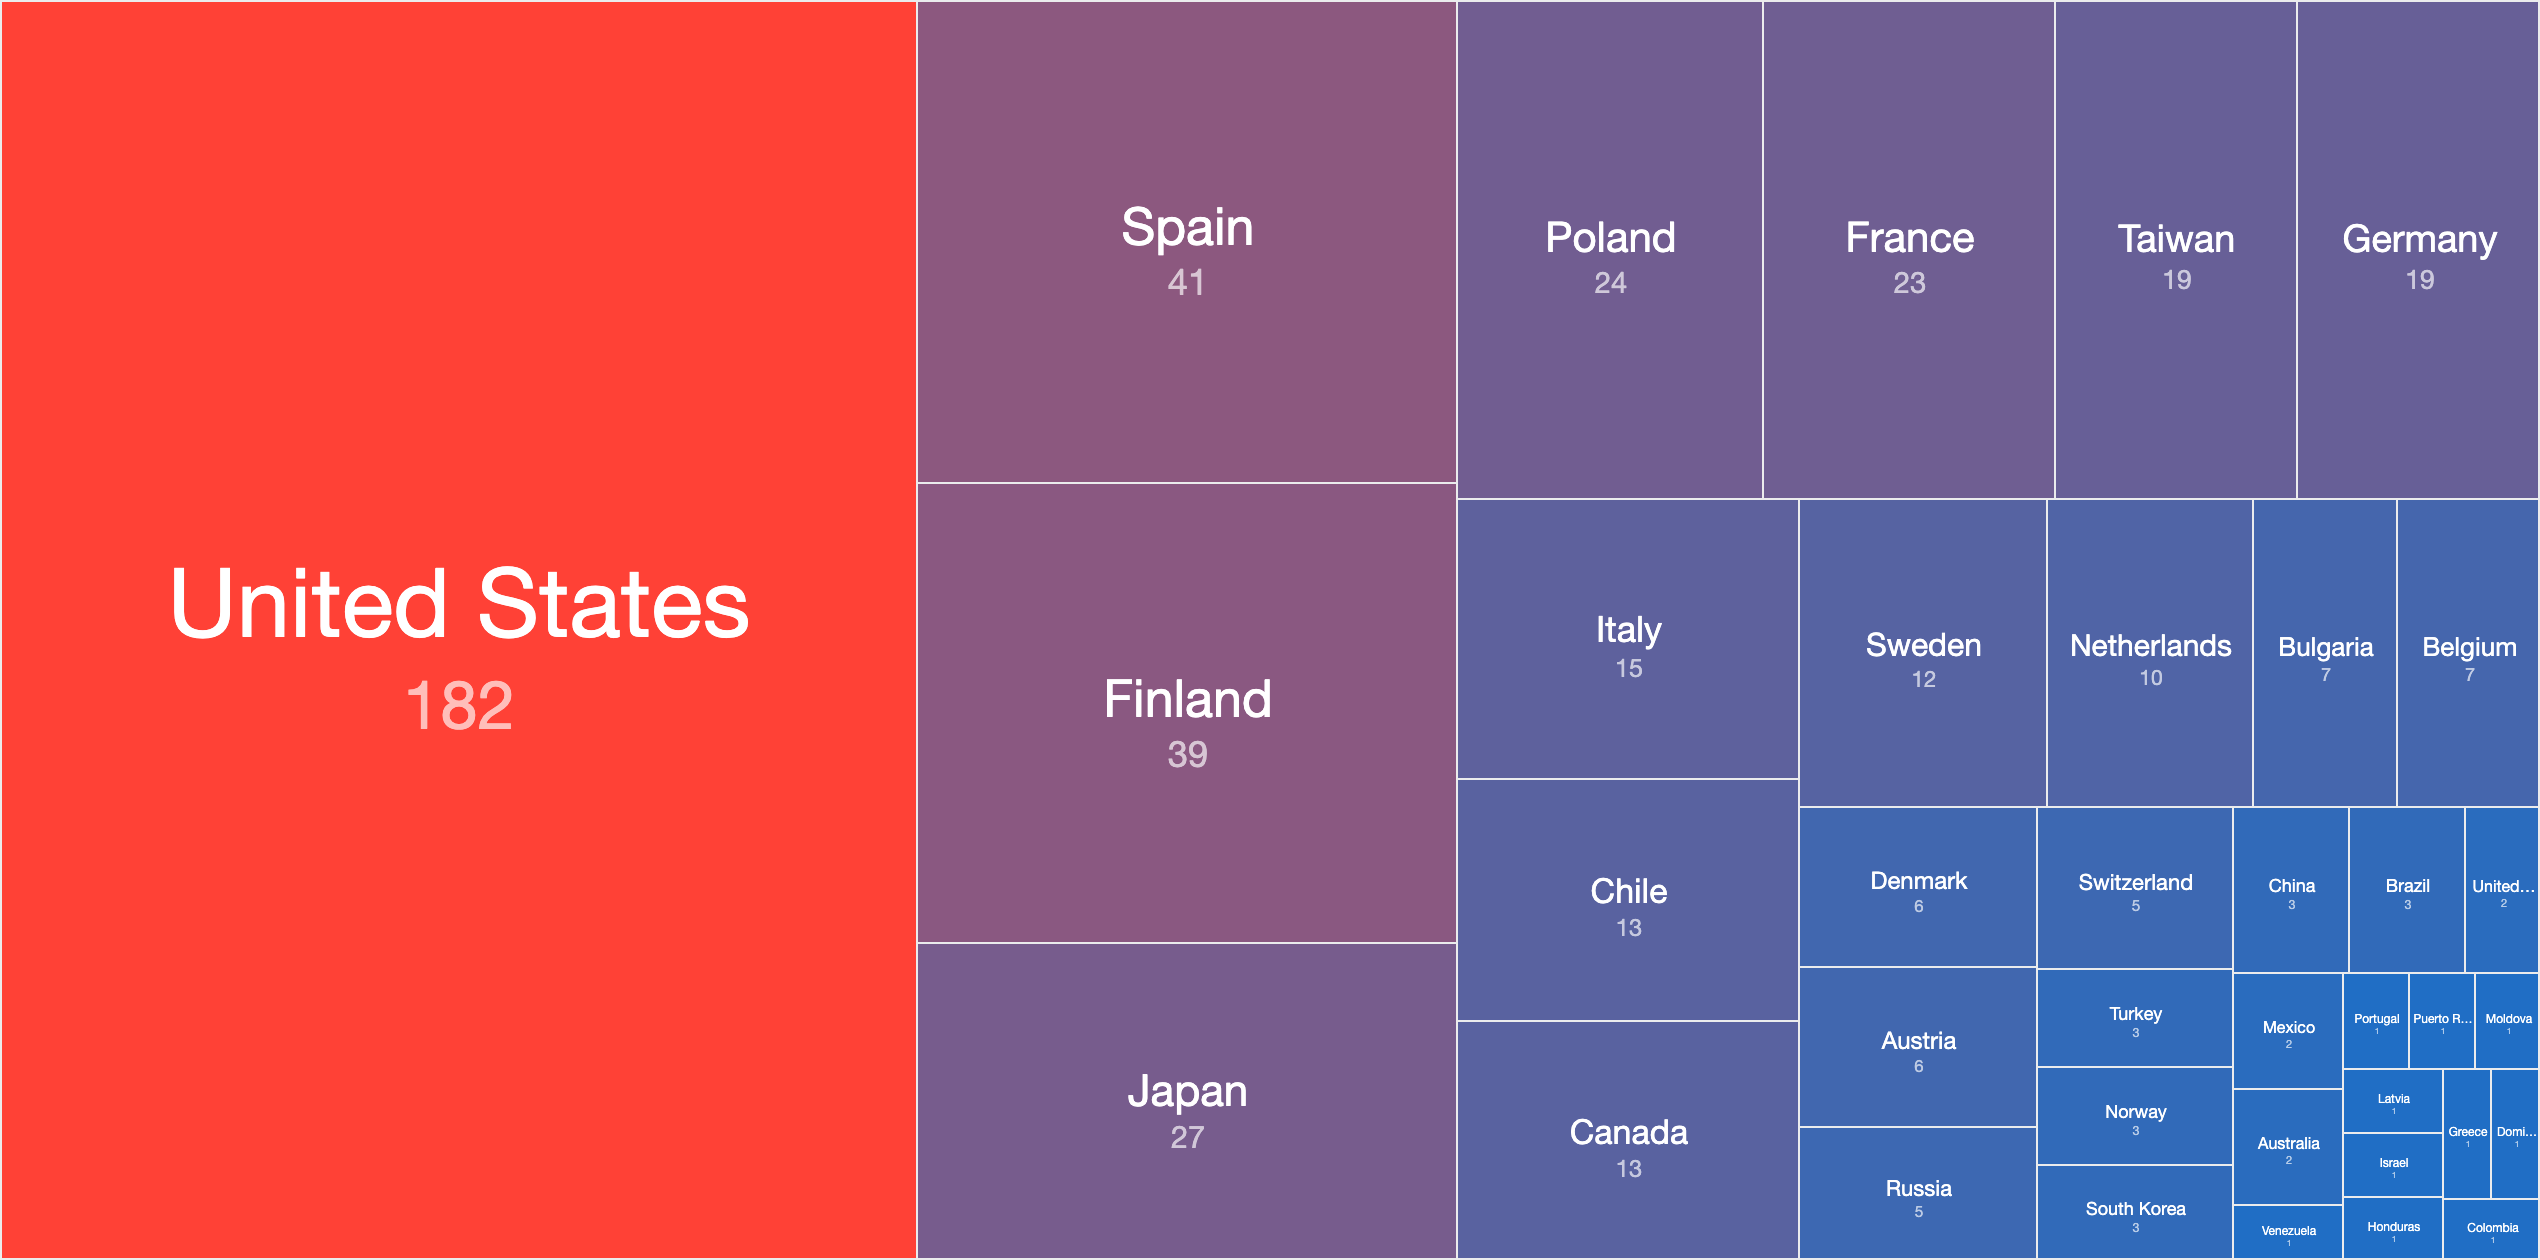 United States
182
Spain
41
Finland
39
Japan
27
Poland
24
France
23
Taiwan
19
Germany
19
Italy
15
Chile
13
Canada
13
Sweden
12
Netherlands
10
Bulgaria
7
Belgium
7
Denmark
6
Austria
6
Russia
5
Switzerland
5
Turkey
3
Norway
3
South Korea
3
China
3
Brazil
3
United...
2
Mexico
2
Australia
2
Venezuela
1
Portugal
1
Puerto R...
1
Moldova
1
Latvia
1
Israel
1
Honduras
1
Greece
1
Domi...
1
Colombia
1